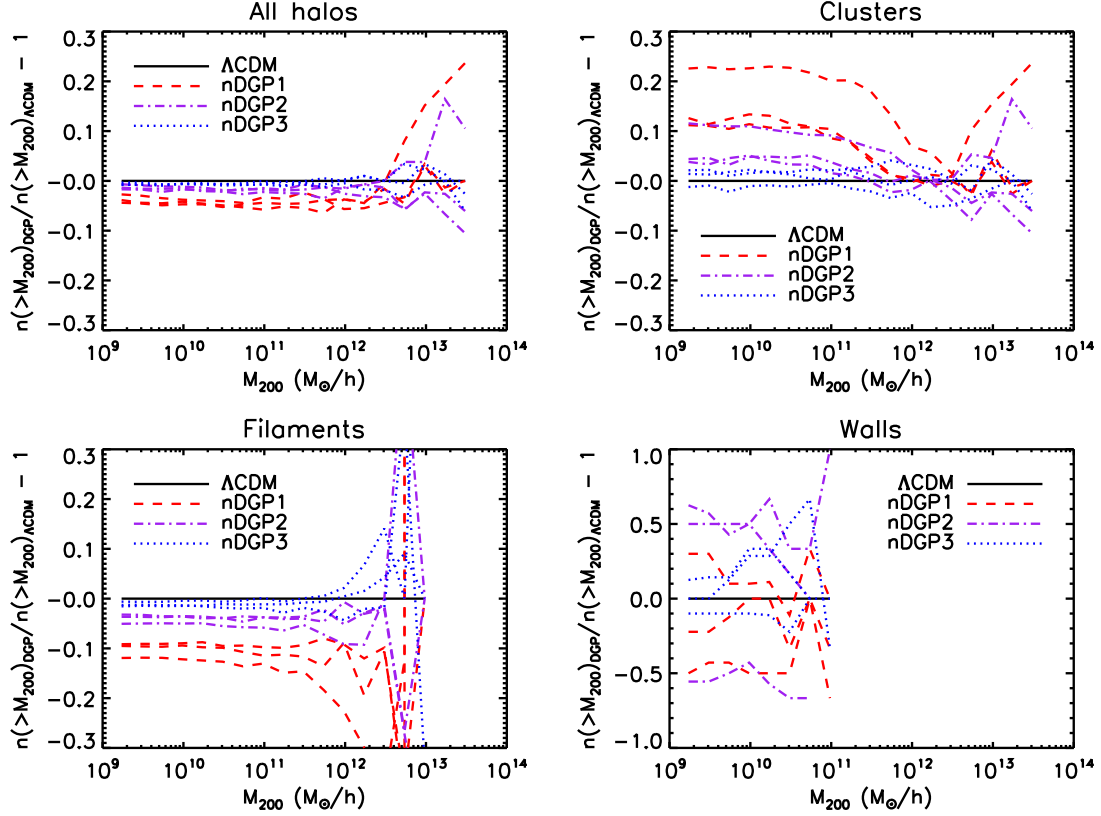 All halos
n(>M200)DGP/n(>M200)ΛCDM − 1
0.3
0.2
0.1
−0.0
−0.1
−0.2
−0.3
ΛCDM
nDGP1
nDGP2
nDGP3
10^9 10^10 10^11 10^12 10^13 10^14
M200 (M⊙/h)
Clusters
n(>M200)DGP/n(>M200)ΛCDM − 1
0.3
0.2
0.1
−0.0
−0.1
−0.2
−0.3
ΛCDM
nDGP1
nDGP2
nDGP3
10^9 10^10 10^11 10^12 10^13 10^14
M200 (M⊙/h)
Filaments
n(>M200)DGP/n(>M200)ΛCDM − 1
0.3
0.2
0.1
−0.0
−0.1
−0.2
−0.3
ΛCDM
nDGP1
nDGP2
nDGP3
10^9 10^10 10^11 10^12 10^13 10^14
M200 (M⊙/h)
Walls
n(>M200)DGP/n(>M200)ΛCDM − 1
1.0
0.5
0.0
−0.5
−1.0
ΛCDM
nDGP1
nDGP2
nDGP3
10^9 10^10 10^11 10^12 10^13 10^14
M200 (M⊙/h)